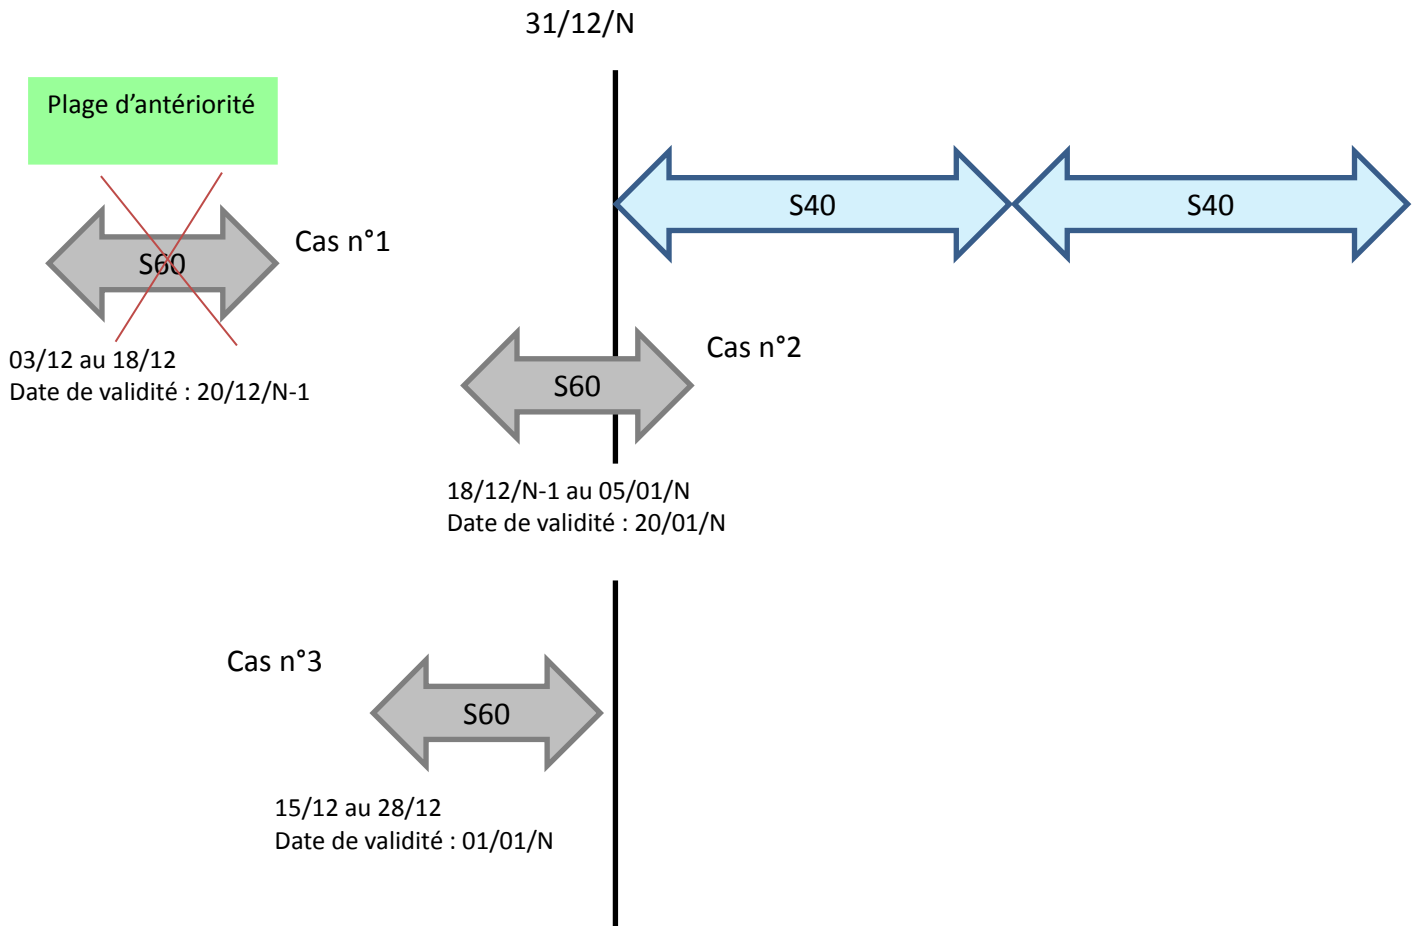 31/12/N
Plage d’antériorité
S40
S40
Cas n°1
S60
03/12 au 18/12
Date de validité : 20/12/N-1
Cas n°2
S60
18/12/N-1 au 05/01/N
Date de validité : 20/01/N
Cas n°3
S60
15/12 au 28/12
Date de validité : 01/01/N